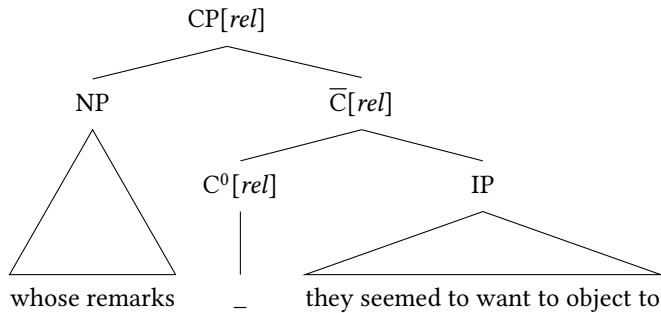 CP[rel]
NP C̅[rel]
C⁰[rel] IP
whose remarks _ they seemed to want to object to